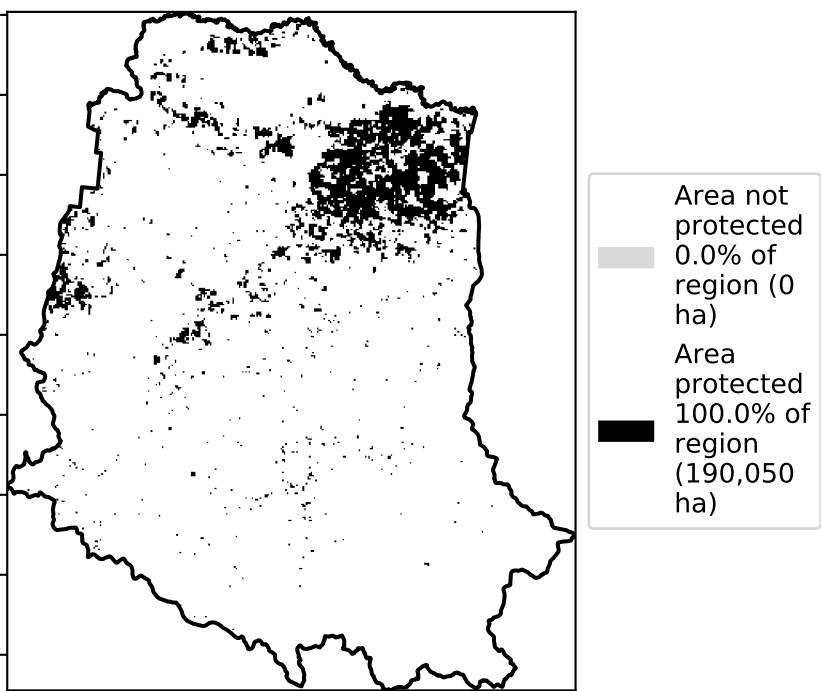 Area not
protected
0.0% of
region (0
ha)
Area
protected
100.0% of
region
(190,050
ha)